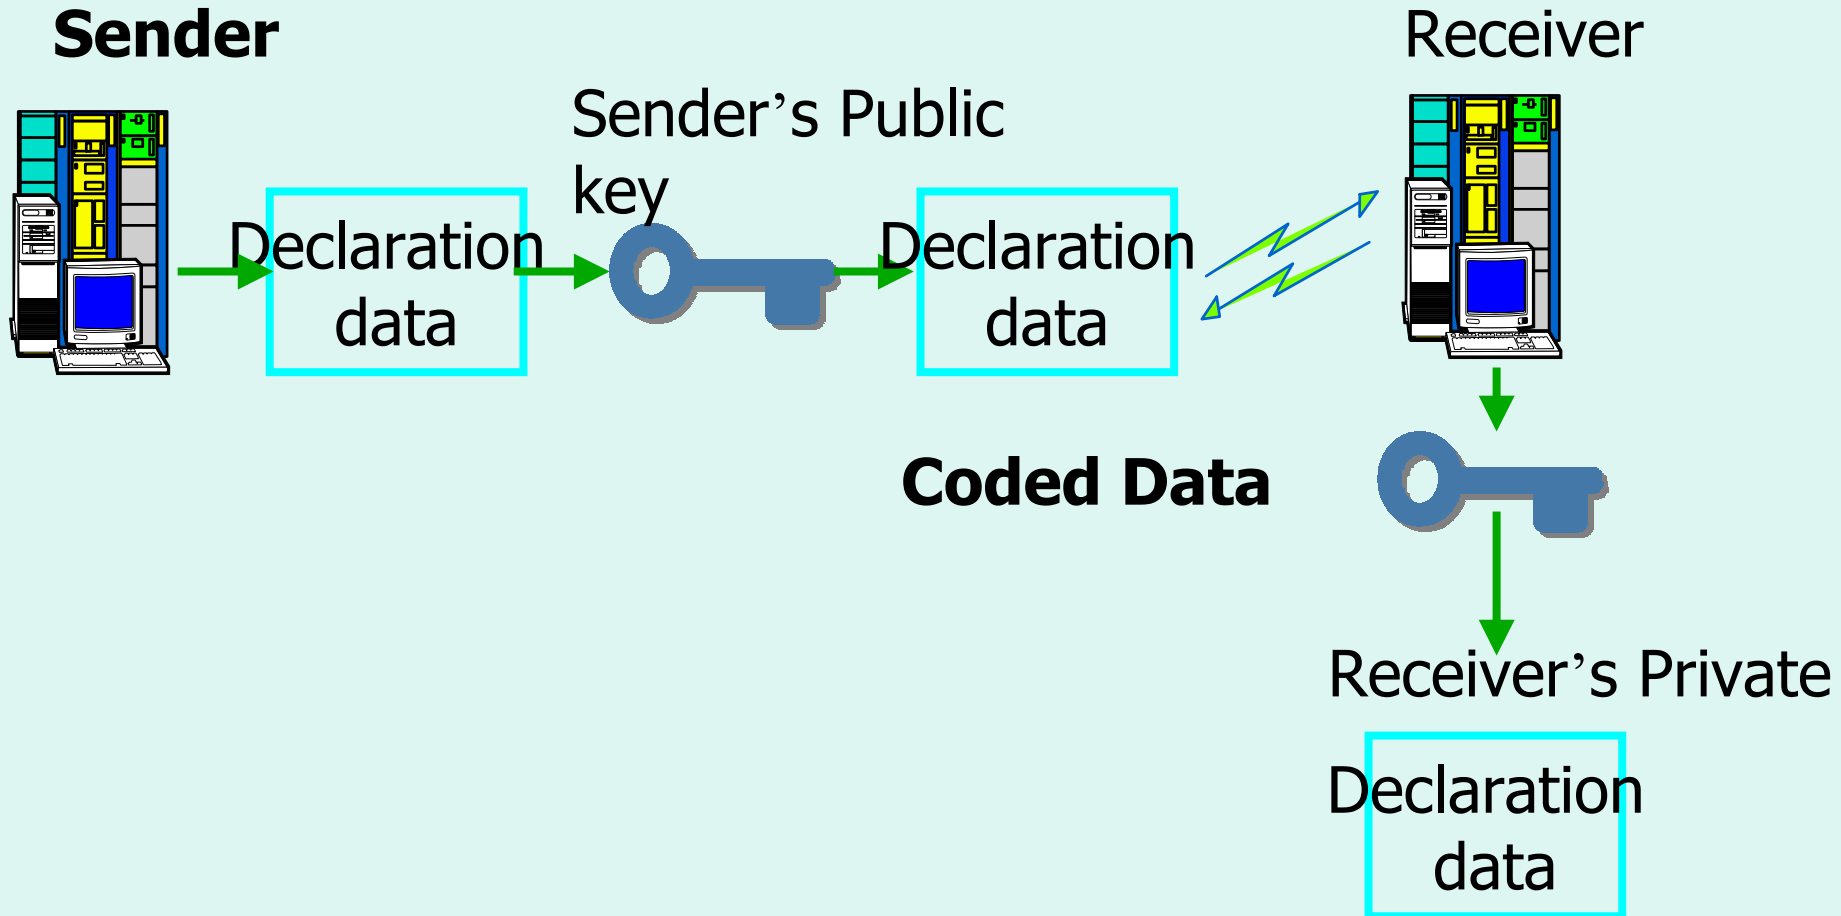 Sender
Receiver
Sender’s Public
key
Declaration
data
Declaration
data
Coded Data
Receiver’s Private
Declaration
data